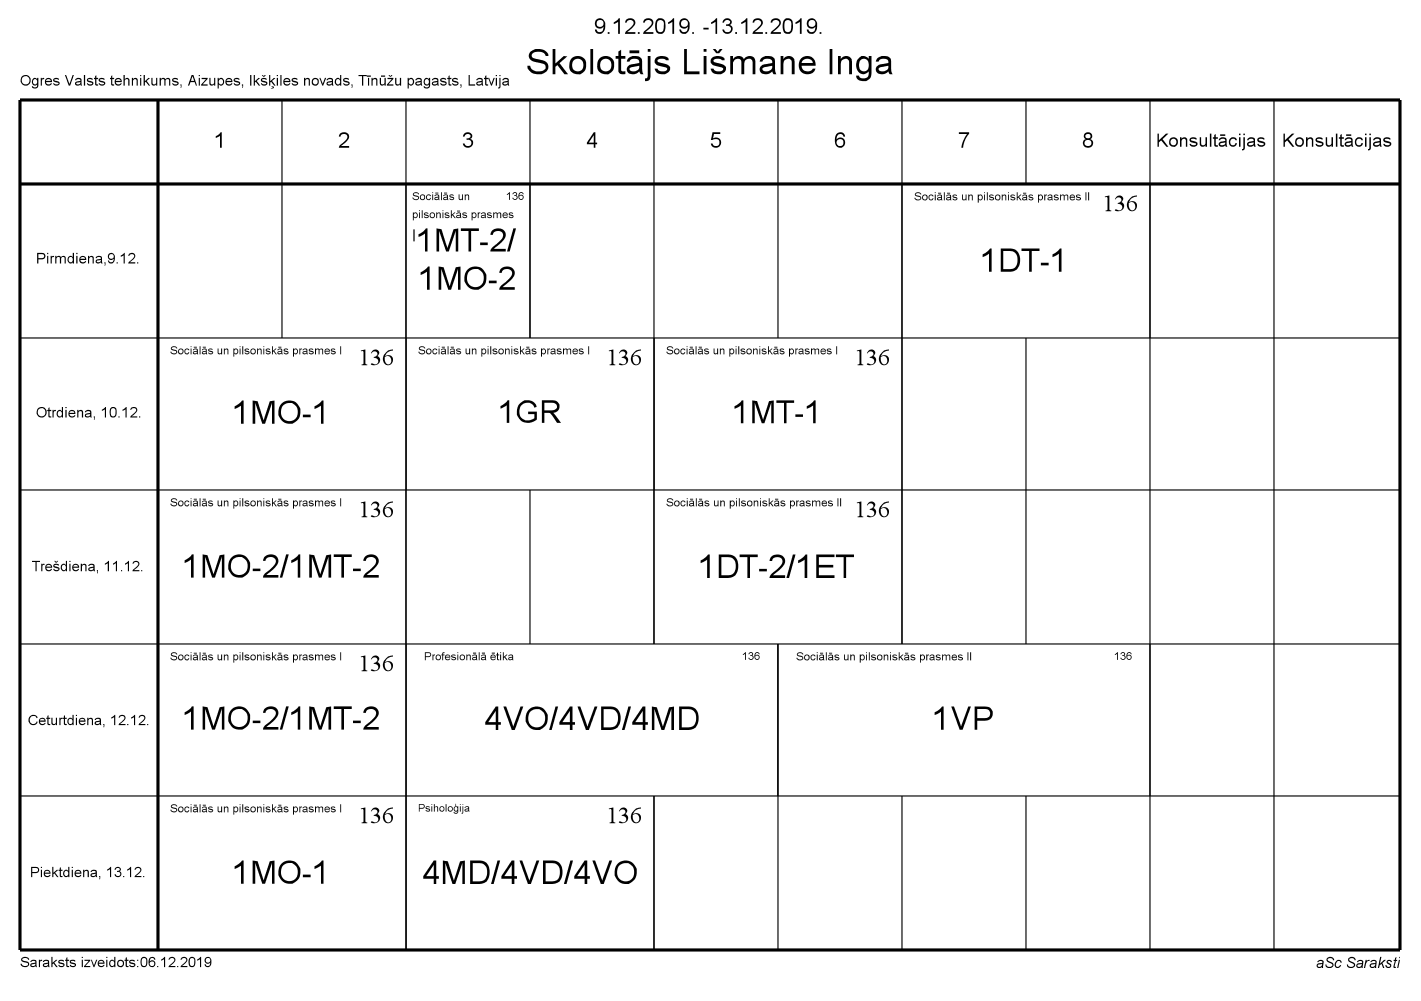 9.12.2019. -13.12.2019.
Skolotājs Lišmane Inga
Ogres Valsts tehnikums, Aizupes, Ikšķiles novads, Tīnūžu pagasts, Latvija
1 2 3 4 5 6 7 8 Konsultācijas Konsultācijas
Pirmdiena,9.12.
Sociālās un 136
pilsoniskās prasmes
I
1MT-2/
1MO-2
Sociālās un pilsoniskās prasmes II 136
1DT-1
Otrdiena, 10.12.
Sociālās un pilsoniskās prasmes I 136
1MO-1
Sociālās un pilsoniskās prasmes I 136
1GR
Sociālās un pilsoniskās prasmes I 136
1MT-1
Trešdiena, 11.12.
Sociālās un pilsoniskās prasmes I 136
1MO-2/1MT-2
Sociālās un pilsoniskās prasmes II 136
1DT-2/1ET
Ceturtdiena, 12.12.
Sociālās un pilsoniskās prasmes I 136
1MO-2/1MT-2
Profesionālā ētika 136
4VO/4VD/4MD
Sociālās un pilsoniskās prasmes II 136
1VP
Piektdiena, 13.12.
Sociālās un pilsoniskās prasmes I 136
1MO-1
Psiholoģija 136
4MD/4VD/4VO
Saraksts izveidots:06.12.2019
aSc Saraksti